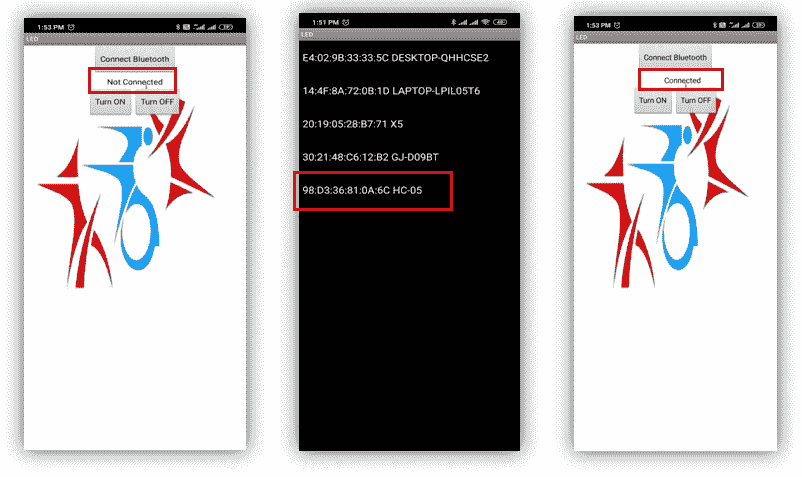 1:53 PM
LED
Connect Bluetooth
Not Connected
Turn ON Turn OFF
1:51 PM
LED
E4:02:9B:33:33:5C DESKTOP-QHHCSE2
14:4F:8A:72:0B:1D LAPTOP-LPIL05T6
20:19:05:28:B7:71 X5
30:21:48:C6:12:B2 GJ-D09BT
98:D3:36:81:0A:6C HC-05
1:53 PM
LED
Connect Bluetooth
Connected
Turn ON Turn OFF